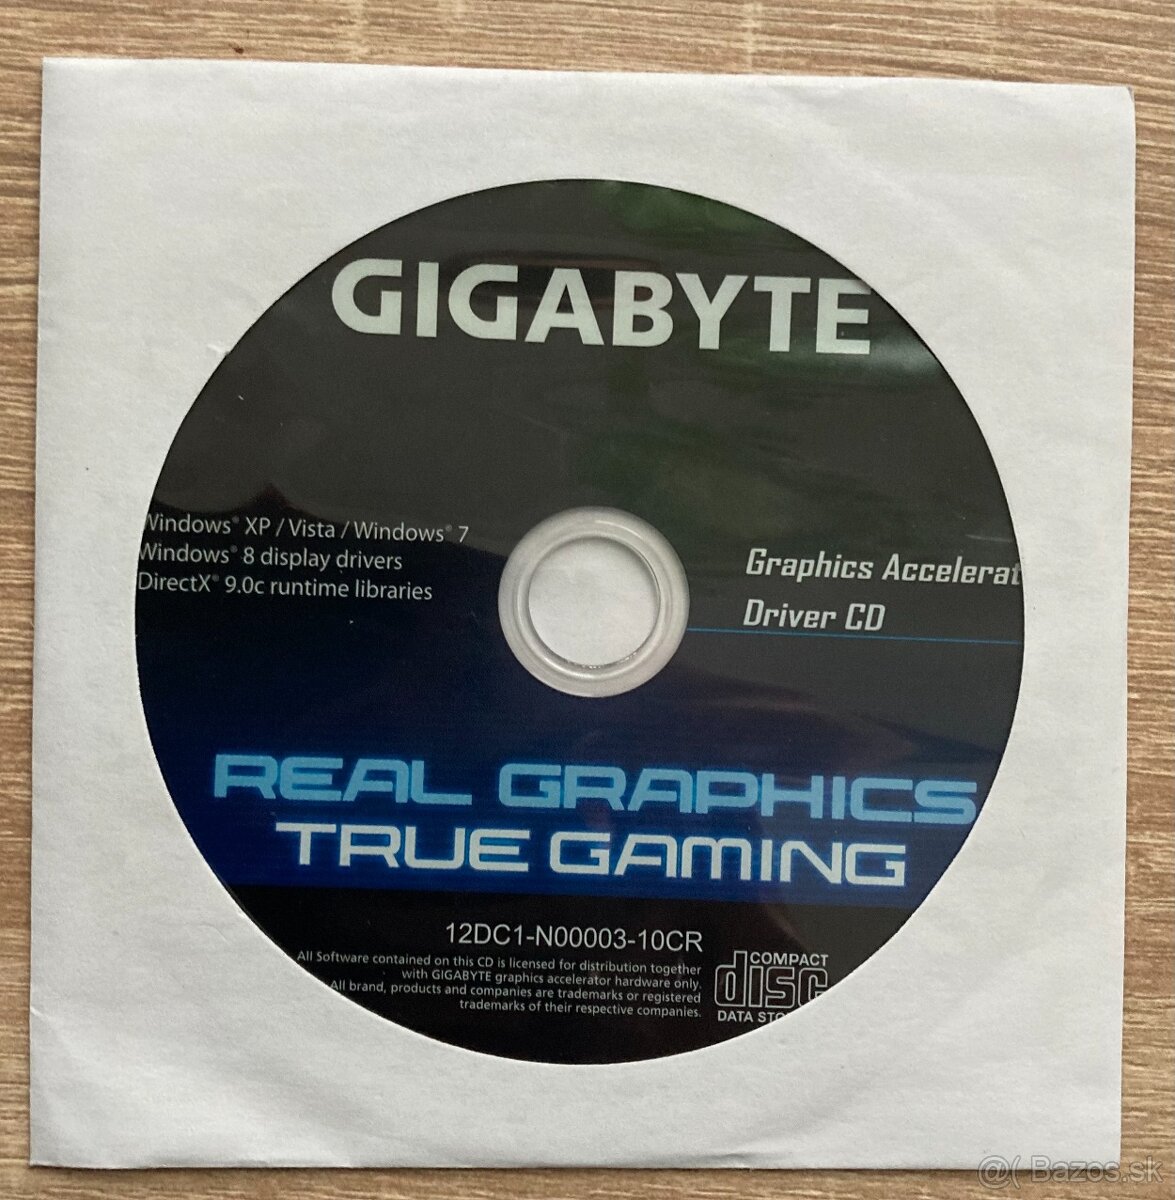 GIGABYTE
Windows® XP / Vista / Windows® 7
Windows® 8 display drivers
DirectX® 9.0c runtime libraries
Graphics Accelerat
Driver CD
REAL GRAPHICS
TRUE GAMING
12DC1-N00003-10CR
All Software contained on this CD is licensed for distribution together
with GIGABYTE graphics accelerator hardware only.
All brand, products and companies are trademarks or registered
trademarks of their respective companies.
COMPACT
disc
DATA STO
@( Bazos.sk